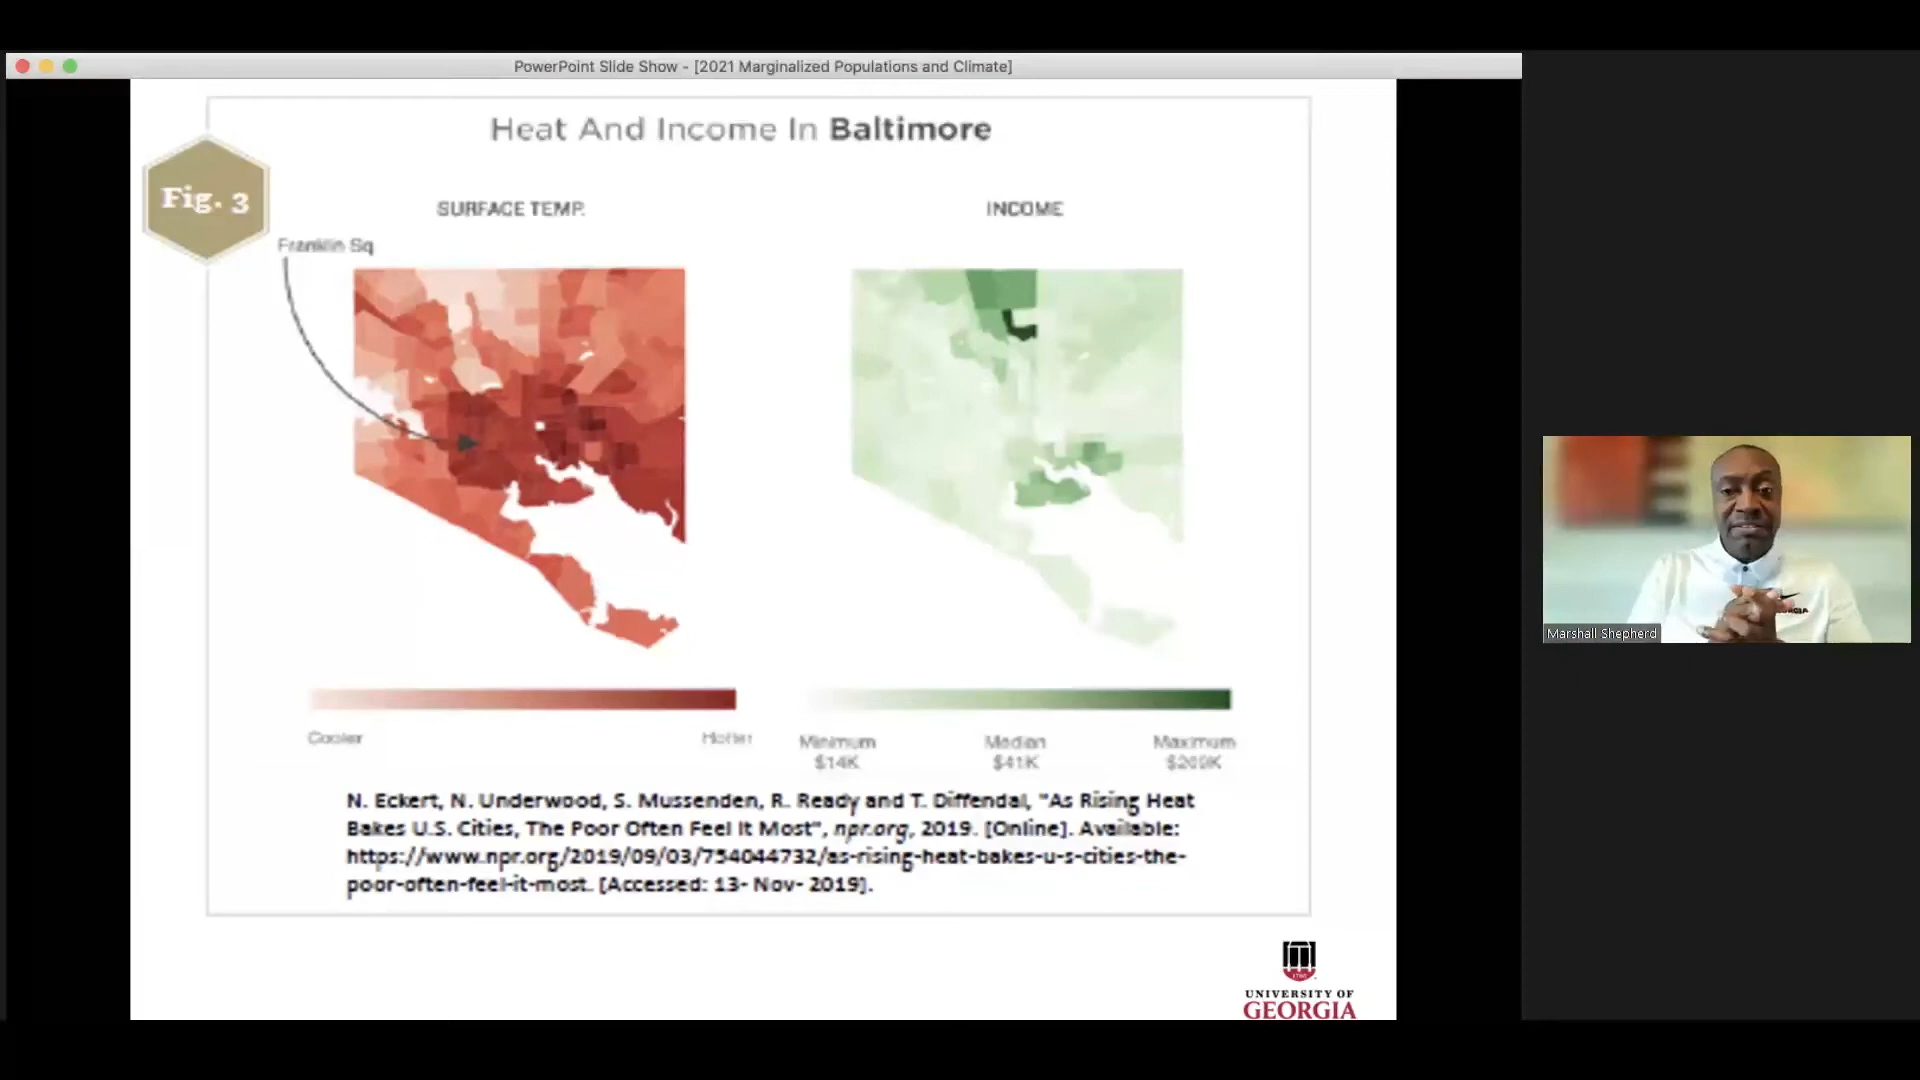 PowerPoint Slide Show - [2021 Marginalized Populations and Climate]
Heat And Income In Baltimore
Fig. 3
SURFACE TEMP.
INCOME
Franklin Sq
Cooler
Hotter
Minimum
$14K
Median
$41K
Maximum
N. Eckert, N. Underwood, S. Mussenden, R. Ready and T. Diffendal, "As Rising Heat
Bakes U.S. Cities, The Poor Often Feel It Most", npr.org, 2019. [Online]. Available:
https://www.npr.org/2019/09/03/754044732/as-rising-heat-bakes-u-s-cities-the-
poor-often-feel-it-most. [Accessed: 13- Nov- 2019].
UNIVERSITY OF
GEORGIA
Marshall Shepherd